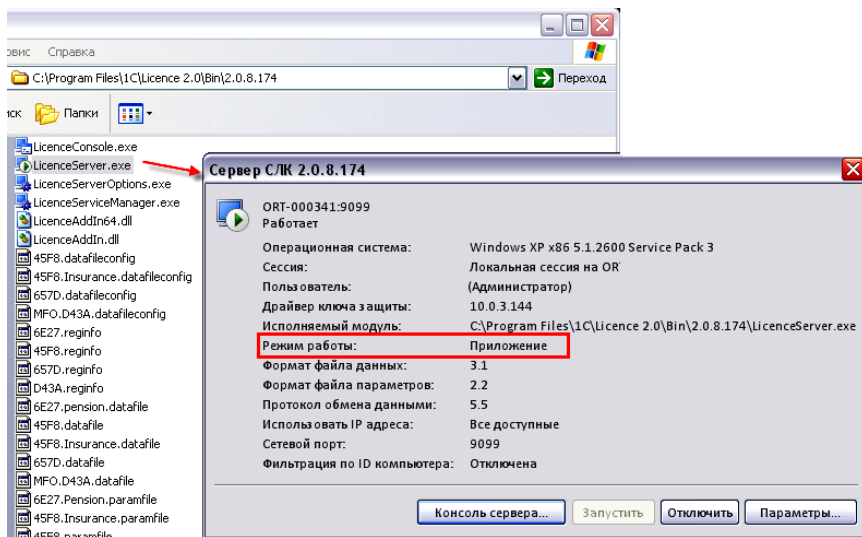 Справка
C:\Program Files\1C\Licence 2.0\Bin\2.0.8.174
Переход
Папки
LicenceConsole.exe
LicenceServer.exe
LicenceServerOptions.exe
LicenceServiceManager.exe
LicenceAddIn64.dll
LicenceAddIn.dll
45F8.datafileconfig
45F8.Insurance.datafileconfig
657D.datafileconfig
MFO.D43A.datafileconfig
6E27.reginfo
45F8.reginfo
657D.reginfo
D43A.reginfo
6E27.pension.datafile
45F8.datafile
45F8.Insurance.datafile
657D.datafile
MFO.D43A.datafile
6E27.Pension.paramfile
45F8.Insurance.paramfile
45F8.paramfile
Сервер СЛК 2.0.8.174
ORT-000341:9099
Работает
Операционная система: Windows XP x86 5.1.2600 Service Pack 3
Сессия: Локальная сессия на OR
Пользователь: (Администратор)
Драйвер ключа защиты: 10.0.3.144
Исполняемый модуль: C:\Program Files\1C\Licence 2.0\Bin\2.0.8.174\LicenceServer.exe
Режим работы: Приложение
Формат файла данных: 3.1
Формат файла параметров: 2.2
Протокол обмена данными: 5.5
Использовать IP адреса: Все доступные
Сетевой порт: 9099
Фильтрация по ID компьютера: Отключена
Консоль сервера... Запустить Отключить Параметры...